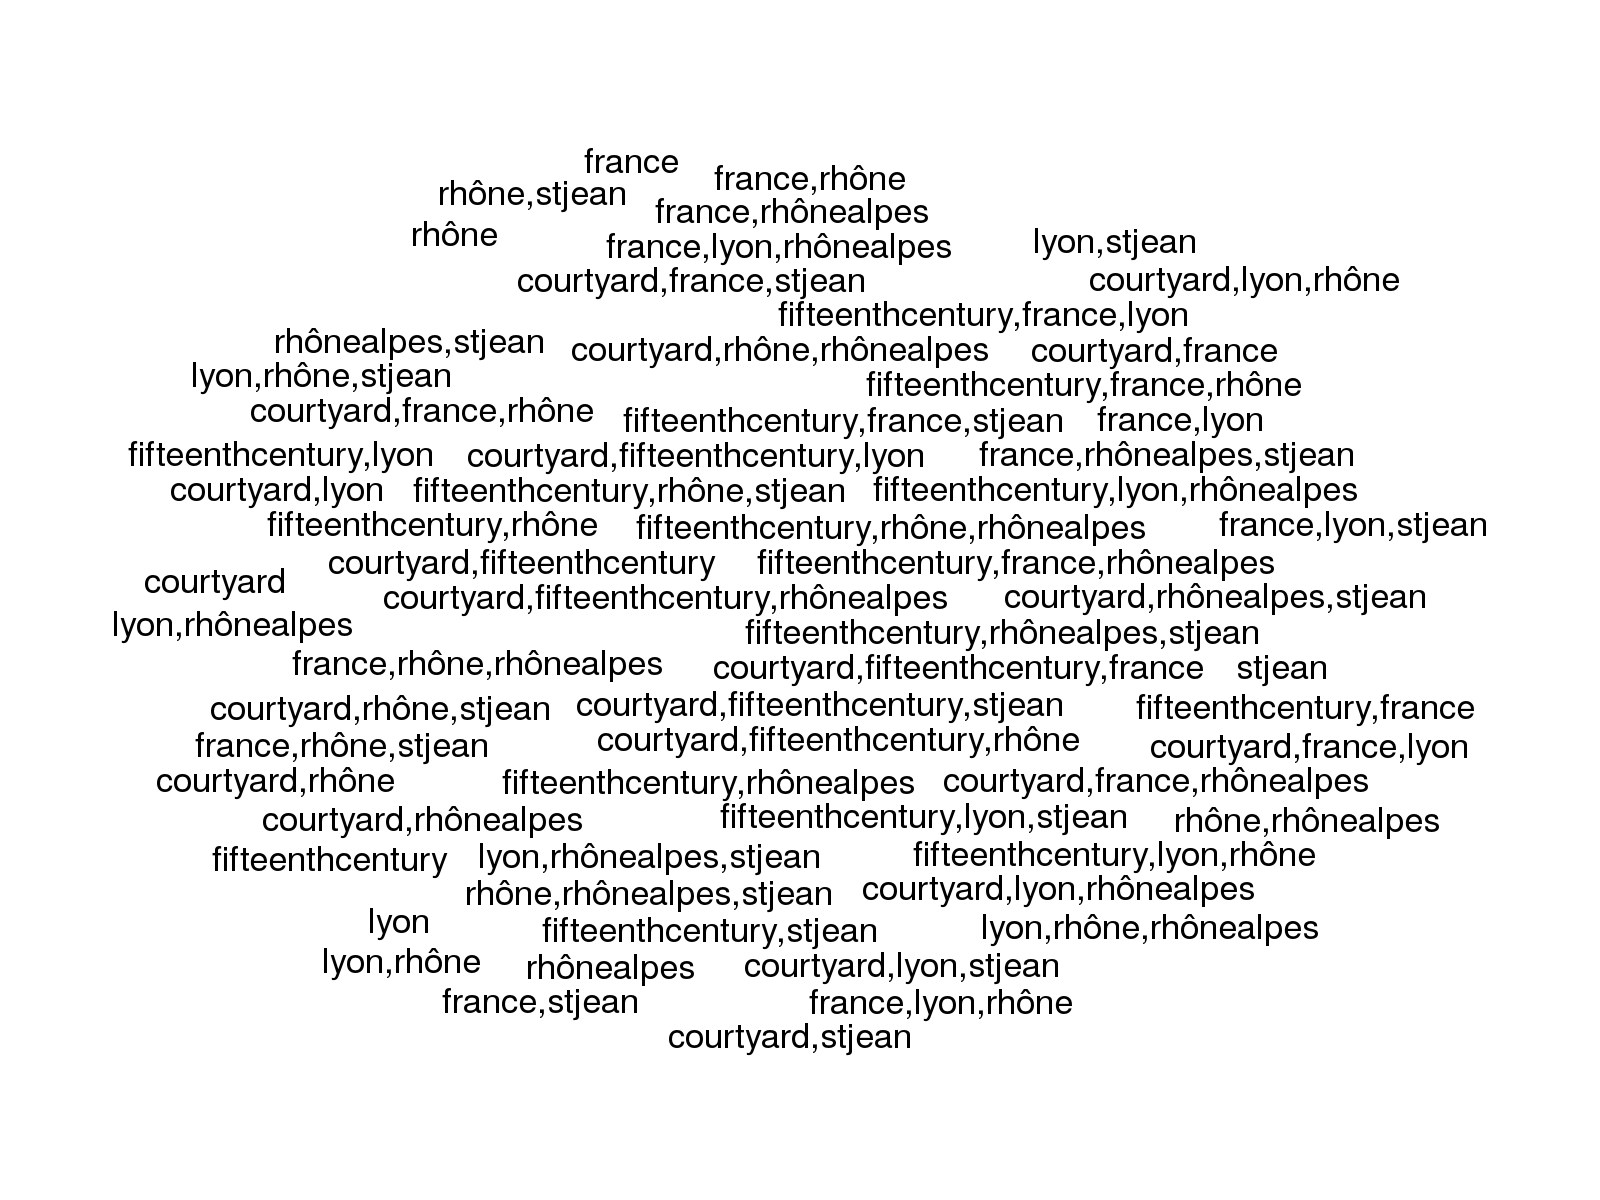 france
france,rhône
rhône,stjean
france,rhônealpes
rhône
france,lyon,rhônealpes
lyon,stjean
courtyard,france,stjean
courtyard,lyon,rhône
fifteenthcentury,france,lyon
rhônealpes,stjean
courtyard,rhône,rhônealpes
courtyard,france
lyon,rhône,stjean
fifteenthcentury,france,rhône
courtyard,france,rhône
fifteenthcentury,france,stjean
france,lyon
fifteenthcentury,lyon
courtyard,fifteenthcentury,lyon
france,rhônealpes,stjean
courtyard,lyon
fifteenthcentury,rhône,stjean
fifteenthcentury,lyon,rhônealpes
fifteenthcentury,rhône
fifteenthcentury,rhône,rhônealpes
france,lyon,stjean
courtyard,fifteenthcentury
fifteenthcentury,france,rhônealpes
courtyard
courtyard,fifteenthcentury,rhônealpes
courtyard,rhônealpes,stjean
lyon,rhônealpes
fifteenthcentury,rhônealpes,stjean
france,rhône,rhônealpes
courtyard,fifteenthcentury,france
stjean
courtyard,rhône,stjean
courtyard,fifteenthcentury,stjean
fifteenthcentury,france
france,rhône,stjean
courtyard,fifteenthcentury,rhône
courtyard,france,lyon
courtyard,rhône
fifteenthcentury,rhônealpes
courtyard,france,rhônealpes
courtyard,rhônealpes
fifteenthcentury,lyon,stjean
rhône,rhônealpes
fifteenthcentury
lyon,rhônealpes,stjean
fifteenthcentury,lyon,rhône
rhône,rhônealpes,stjean
courtyard,lyon,rhônealpes
lyon
fifteenthcentury,stjean
lyon,rhône,rhônealpes
lyon,rhône
rhônealpes
courtyard,lyon,stjean
france,stjean
france,lyon,rhône
courtyard,stjean